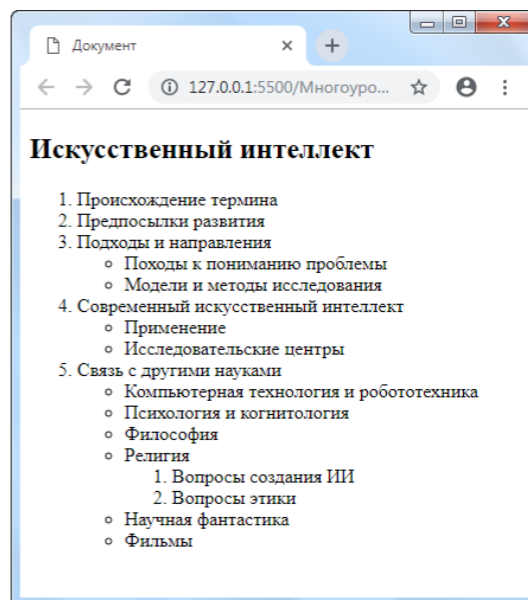 Документ
127.0.0.1:5500/Многоуро...
Искусственный интеллект
1. Происхождение термина
2. Предпосылки развития
3. Подходы и направления
Походы к пониманию проблемы
Модели и методы исследования
4. Современный искусственный интеллект
Применение
Исследовательские центры
5. Связь с другими науками
Компьютерная технология и робототехника
Психология и когнитология
Философия
Религия
1. Вопросы создания ИИ
2. Вопросы этики
Научная фантастика
Фильмы